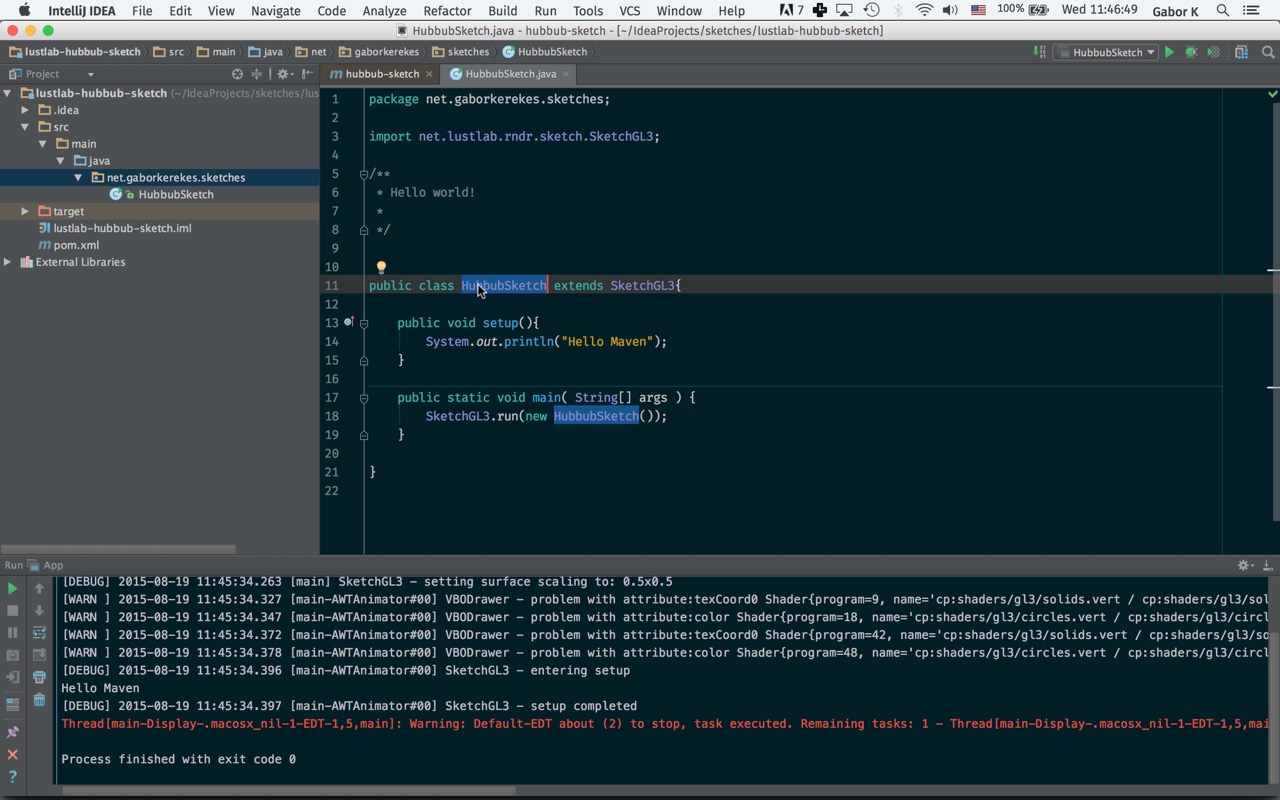 IntelliJ IDEA File Edit View Navigate Code Analyze Refactor Build Run Tools VCS Window Help 7 100% Wed 11:46:49 Gabor K
HubbubSketch.java - hubbub-sketch - [~/IdeaProjects/sketches/lustlab-hubbub-sketch]
lustlab-hubbub-sketch src main java net gaborkerekes sketches HubbubSketch HubbubSketch
Project hubbub-sketch HubbubSketch.java
lustlab-hubbub-sketch (~/IdeaProjects/sketches/lus
.idea
src
main
java
net.gaborkerekes.sketches
HubbubSketch
target
lustlab-hubbub-sketch.iml
pom.xml
External Libraries
1 package net.gaborkerekes.sketches;
2
3 import net.lustlab.rndr.sketch.SketchGL3;
4
5 /**
6 * Hello world!
7 *
8 */
9
10
11 public class HubbubSketch extends SketchGL3{
12
13 public void setup(){
14 System.out.println("Hello Maven");
15 }
16
17 public static void main( String[] args ) {
18 SketchGL3.run(new HubbubSketch());
19 }
20
21 }
22
Run App
[DEBUG] 2015-08-19 11:45:34.263 [main] SketchGL3 - setting surface scaling to: 0.5x0.5
[WARN ] 2015-08-19 11:45:34.327 [main-AWTAnimator#00] VBODrawer - problem with attribute:texCoord0 Shader{program=9, name='cp:shaders/gl3/solids.vert / cp:shaders/gl3/sol
[WARN ] 2015-08-19 11:45:34.347 [main-AWTAnimator#00] VBODrawer - problem with attribute:color Shader{program=18, name='cp:shaders/gl3/circles.vert / cp:shaders/gl3/circl
[WARN ] 2015-08-19 11:45:34.372 [main-AWTAnimator#00] VBODrawer - problem with attribute:texCoord0 Shader{program=42, name='cp:shaders/gl3/solids.vert / cp:shaders/gl3/so
[WARN ] 2015-08-19 11:45:34.378 [main-AWTAnimator#00] VBODrawer - problem with attribute:color Shader{program=48, name='cp:shaders/gl3/circles.vert / cp:shaders/gl3/circl
[DEBUG] 2015-08-19 11:45:34.396 [main-AWTAnimator#00] SketchGL3 - entering setup
Hello Maven
[DEBUG] 2015-08-19 11:45:34.397 [main-AWTAnimator#00] SketchGL3 - setup completed
Thread[main-Display-.macosx_nil-1-EDT-1,5,main]: Warning: Default-EDT about (2) to stop, task executed. Remaining tasks: 1 - Thread[main-Display-.macosx_nil-1-EDT-1,5,mai
Process finished with exit code 0